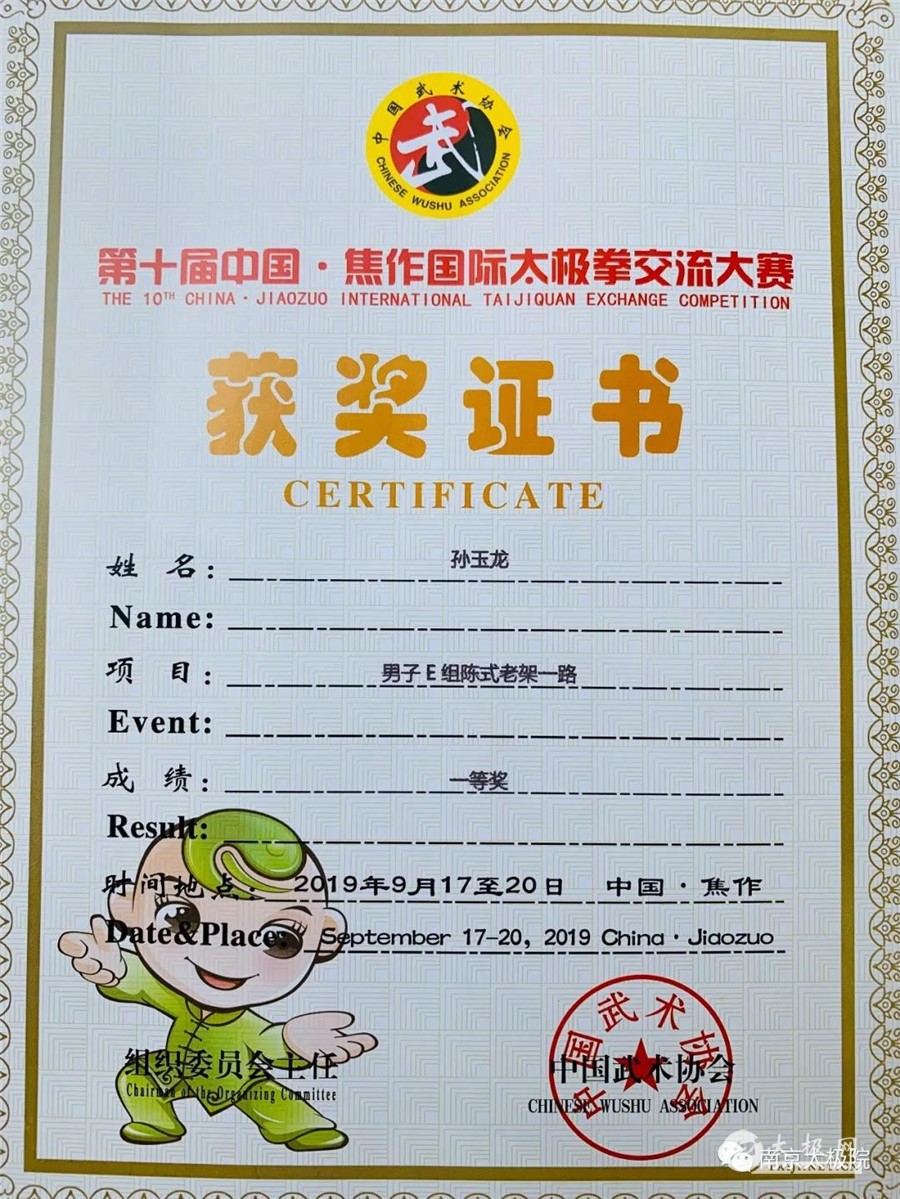 中国武术协会
CHINESE WUSHU ASSOCIATION
第十届中国·焦作国际太极拳交流大赛
THE 10TH CHINA·JIAOZUO INTERNATIONAL TAIJIQUAN EXCHANGE COMPETITION
获奖证书
CERTIFICATE
姓 名： 孙玉龙
Name:
项 目： 男子E组陈式老架一路
Event:
成 绩： 一等奖
Result:
时间地点： 2019年9月17至20日 中国·焦作
Date&Place: September 17-20, 2019 China·Jiaozuo
组织委员会主任
Chairman of the Organizing Committee
中国武术协会
中国武术协会
CHINESE WUSHU ASSOCIATION
太极网
南京太极院